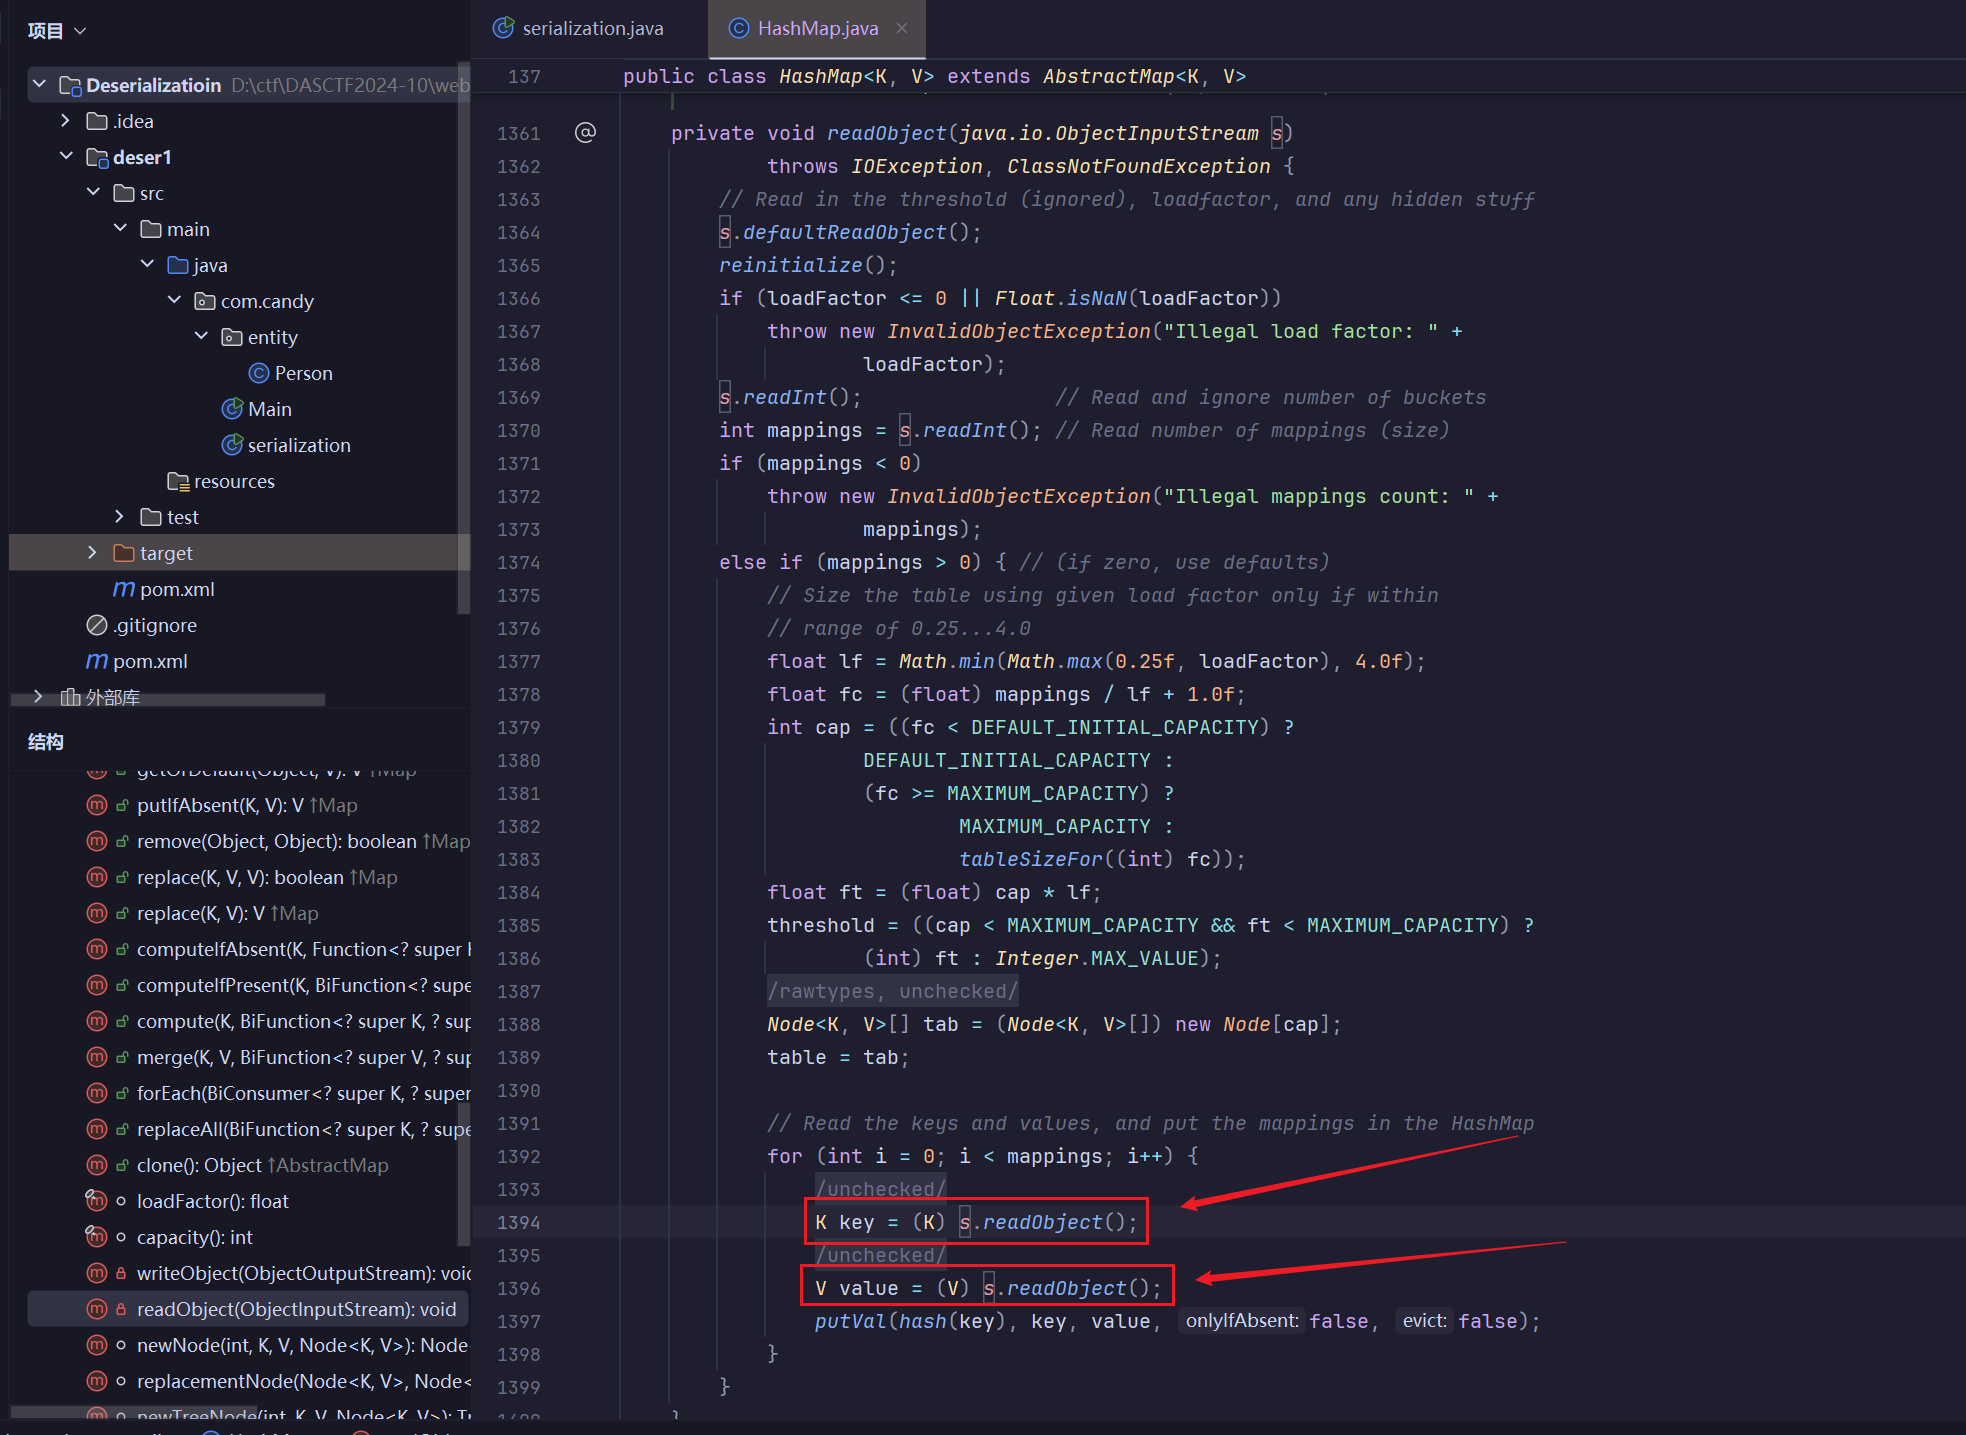 项目
Deserializatioin D:\ctf\DASCTF2024-10\web
.idea
deser1
src
main
java
com.candy
entity
Person
Main
serialization
resources
test
target
pom.xml
.gitignore
pom.xml
外部库
结构
getOrDefault(Object, V): V ↑Map
putIfAbsent(K, V): V ↑Map
remove(Object, Object): boolean ↑Map
replace(K, V, V): boolean ↑Map
replace(K, V): V ↑Map
computeIfAbsent(K, Function<? super K
computeIfPresent(K, BiFunction<? supe
compute(K, BiFunction<? super K, ? sup
merge(K, V, BiFunction<? super V, ? sup
forEach(BiConsumer<? super K, ? super
replaceAll(BiFunction<? super K, ? supe
clone(): Object ↑AbstractMap
loadFactor(): float
capacity(): int
writeObject(ObjectOutputStream): void
readObject(ObjectInputStream): void
newNode(int, K, V, Node<K, V>): Node
replacementNode(Node<K, V>, Node<
newTreeNode(int, K, V, Node<K, V>): Tr
serialization.java HashMap.java
137 public class HashMap<K, V> extends AbstractMap<K, V>
1361 @ private void readObject(java.io.ObjectInputStream s)
1362 throws IOException, ClassNotFoundException {
1363 // Read in the threshold (ignored), loadfactor, and any hidden stuff
1364 s.defaultReadObject();
1365 reinitialize();
1366 if (loadFactor <= 0 || Float.isNaN(loadFactor))
1367 throw new InvalidObjectException("Illegal load factor: " +
1368 loadFactor);
1369 s.readInt(); // Read and ignore number of buckets
1370 int mappings = s.readInt(); // Read number of mappings (size)
1371 if (mappings < 0)
1372 throw new InvalidObjectException("Illegal mappings count: " +
1373 mappings);
1374 else if (mappings > 0) { // (if zero, use defaults)
1375 // Size the table using given load factor only if within
1376 // range of 0.25...4.0
1377 float lf = Math.min(Math.max(0.25f, loadFactor), 4.0f);
1378 float fc = (float) mappings / lf + 1.0f;
1379 int cap = ((fc < DEFAULT_INITIAL_CAPACITY) ?
1380 DEFAULT_INITIAL_CAPACITY :
1381 (fc >= MAXIMUM_CAPACITY) ?
1382 MAXIMUM_CAPACITY :
1383 tableSizeFor((int) fc));
1384 float ft = (float) cap * lf;
1385 threshold = ((cap < MAXIMUM_CAPACITY && ft < MAXIMUM_CAPACITY) ?
1386 (int) ft : Integer.MAX_VALUE);
1387 /rawtypes, unchecked/
1388 Node<K, V>[] tab = (Node<K, V>[]) new Node[cap];
1389 table = tab;
1390
1391 // Read the keys and values, and put the mappings in the HashMap
1392 for (int i = 0; i < mappings; i++) {
1393 /unchecked/
1394 K key = (K) s.readObject();
1395 /unchecked/
1396 V value = (V) s.readObject();
1397 putVal(hash(key), key, value, onlyIfAbsent: false, evict: false);
1398 }
1399 }